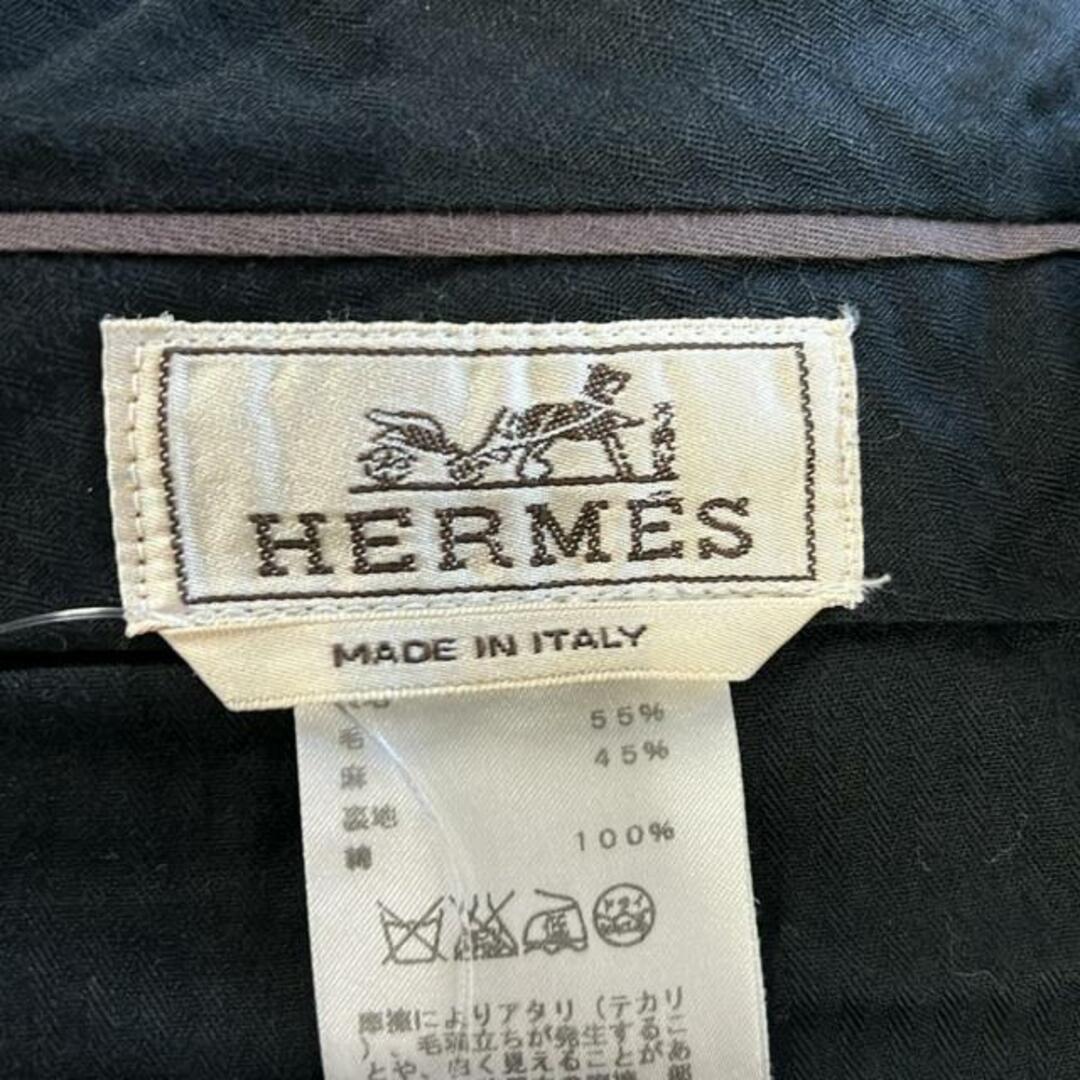 HERMÈS
MADE IN ITALY
毛 55%
麻 45%
裏地
綿 100%
摩擦によりアタリ（テカリ
）、毛羽立ちが発生するこ
とや、白く見えることがあ